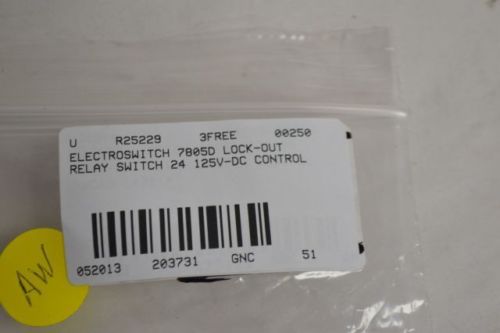 U R25229 3FREE 00250
ELECTROSWITCH 7805D LOCK-OUT
RELAY SWITCH 24 125V-DC CONTROL
052013 203731 GNC 51
AW